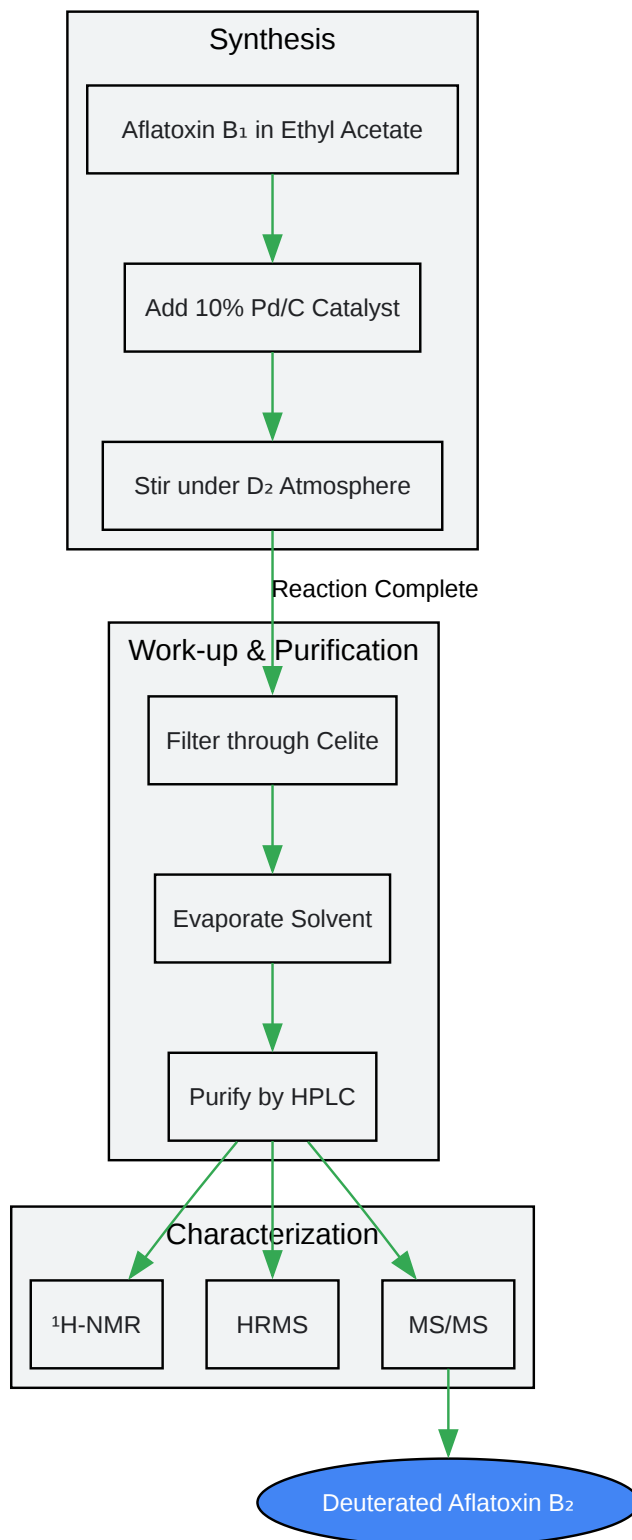 Synthesis
Aflatoxin B₁ in Ethyl Acetate
Add 10% Pd/C Catalyst
Stir under D₂ Atmosphere
Reaction Complete
Work-up & Purification
Filter through Celite
Evaporate Solvent
Purify by HPLC
Characterization
¹H-NMR
HRMS
MS/MS
Deuterated Aflatoxin B₂